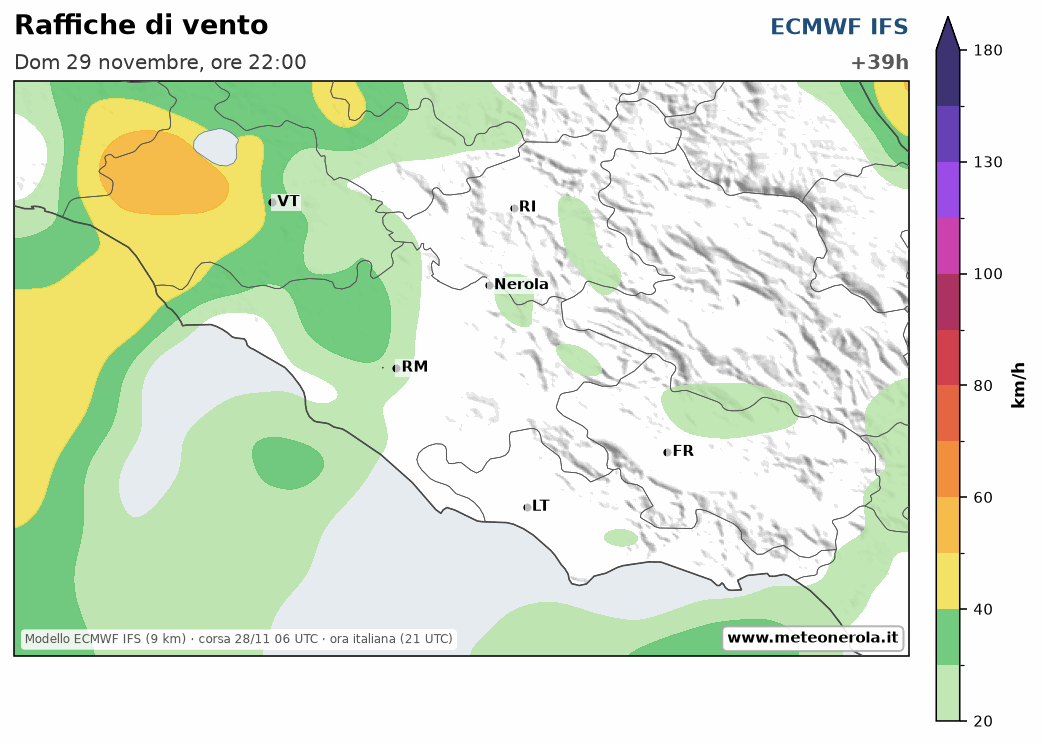 Raffiche di vento
ECMWF IFS
Dom 29 novembre, ore 22:00
+39h
VT
RI
Nerola
RM
FR
LT
180
130
100
80
60
40
20
km/h
Modello ECMWF IFS (9 km) · corsa 28/11 06 UTC · ora italiana (21 UTC)
www.meteonerola.it